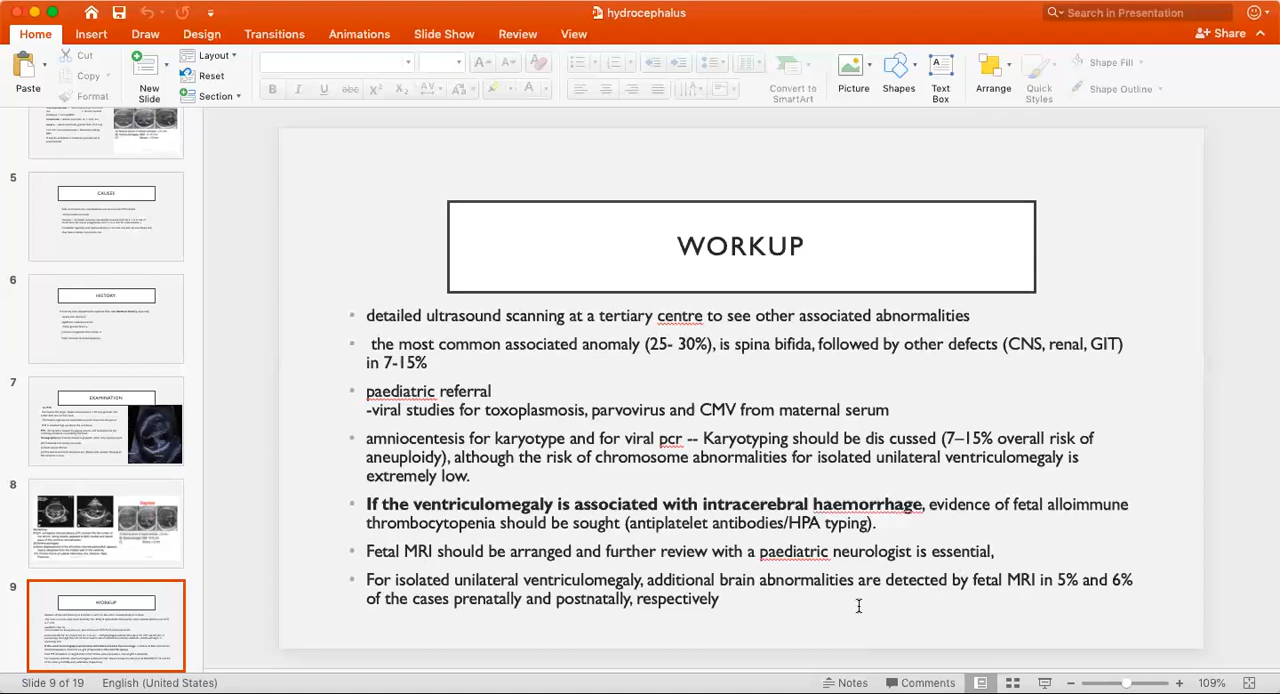 hydrocephalus
Search in Presentation
Home Insert Draw Design Transitions Animations Slide Show Review View Share
Paste
Cut
Copy
Format
New
Slide
Layout
Reset
Section
B I U abc X² X₂ AV Aa A
Convert to
SmartArt
Picture
Shapes
Text
Box
Arrange
Quick
Styles
Shape Fill
Shape Outline
5
CAUSES
6
HISTORY
7
EXAMINATION
8
9
WORKUP
WORKUP
detailed ultrasound scanning at a tertiary centre to see other associated abnormalities
the most common associated anomaly (25- 30%), is spina bifida, followed by other defects (CNS, renal, GIT)
in 7-15%
paediatric referral
-viral studies for toxoplasmosis, parvovirus and CMV from maternal serum
amniocentesis for karyotype and for viral pcr -- Karyotyping should be dis cussed (7–15% overall risk of
aneuploidy), although the risk of chromosome abnormalities for isolated unilateral ventriculomegaly is
extremely low.
If the ventriculomegaly is associated with intracerebral haemorrhage, evidence of fetal alloimmune
thrombocytopenia should be sought (antiplatelet antibodies/HPA typing).
Fetal MRI should be arranged and further review with a paediatric neurologist is essential,
For isolated unilateral ventriculomegaly, additional brain abnormalities are detected by fetal MRI in 5% and 6%
of the cases prenatally and postnatally, respectively
Slide 9 of 19 English (United States) Notes Comments 109%